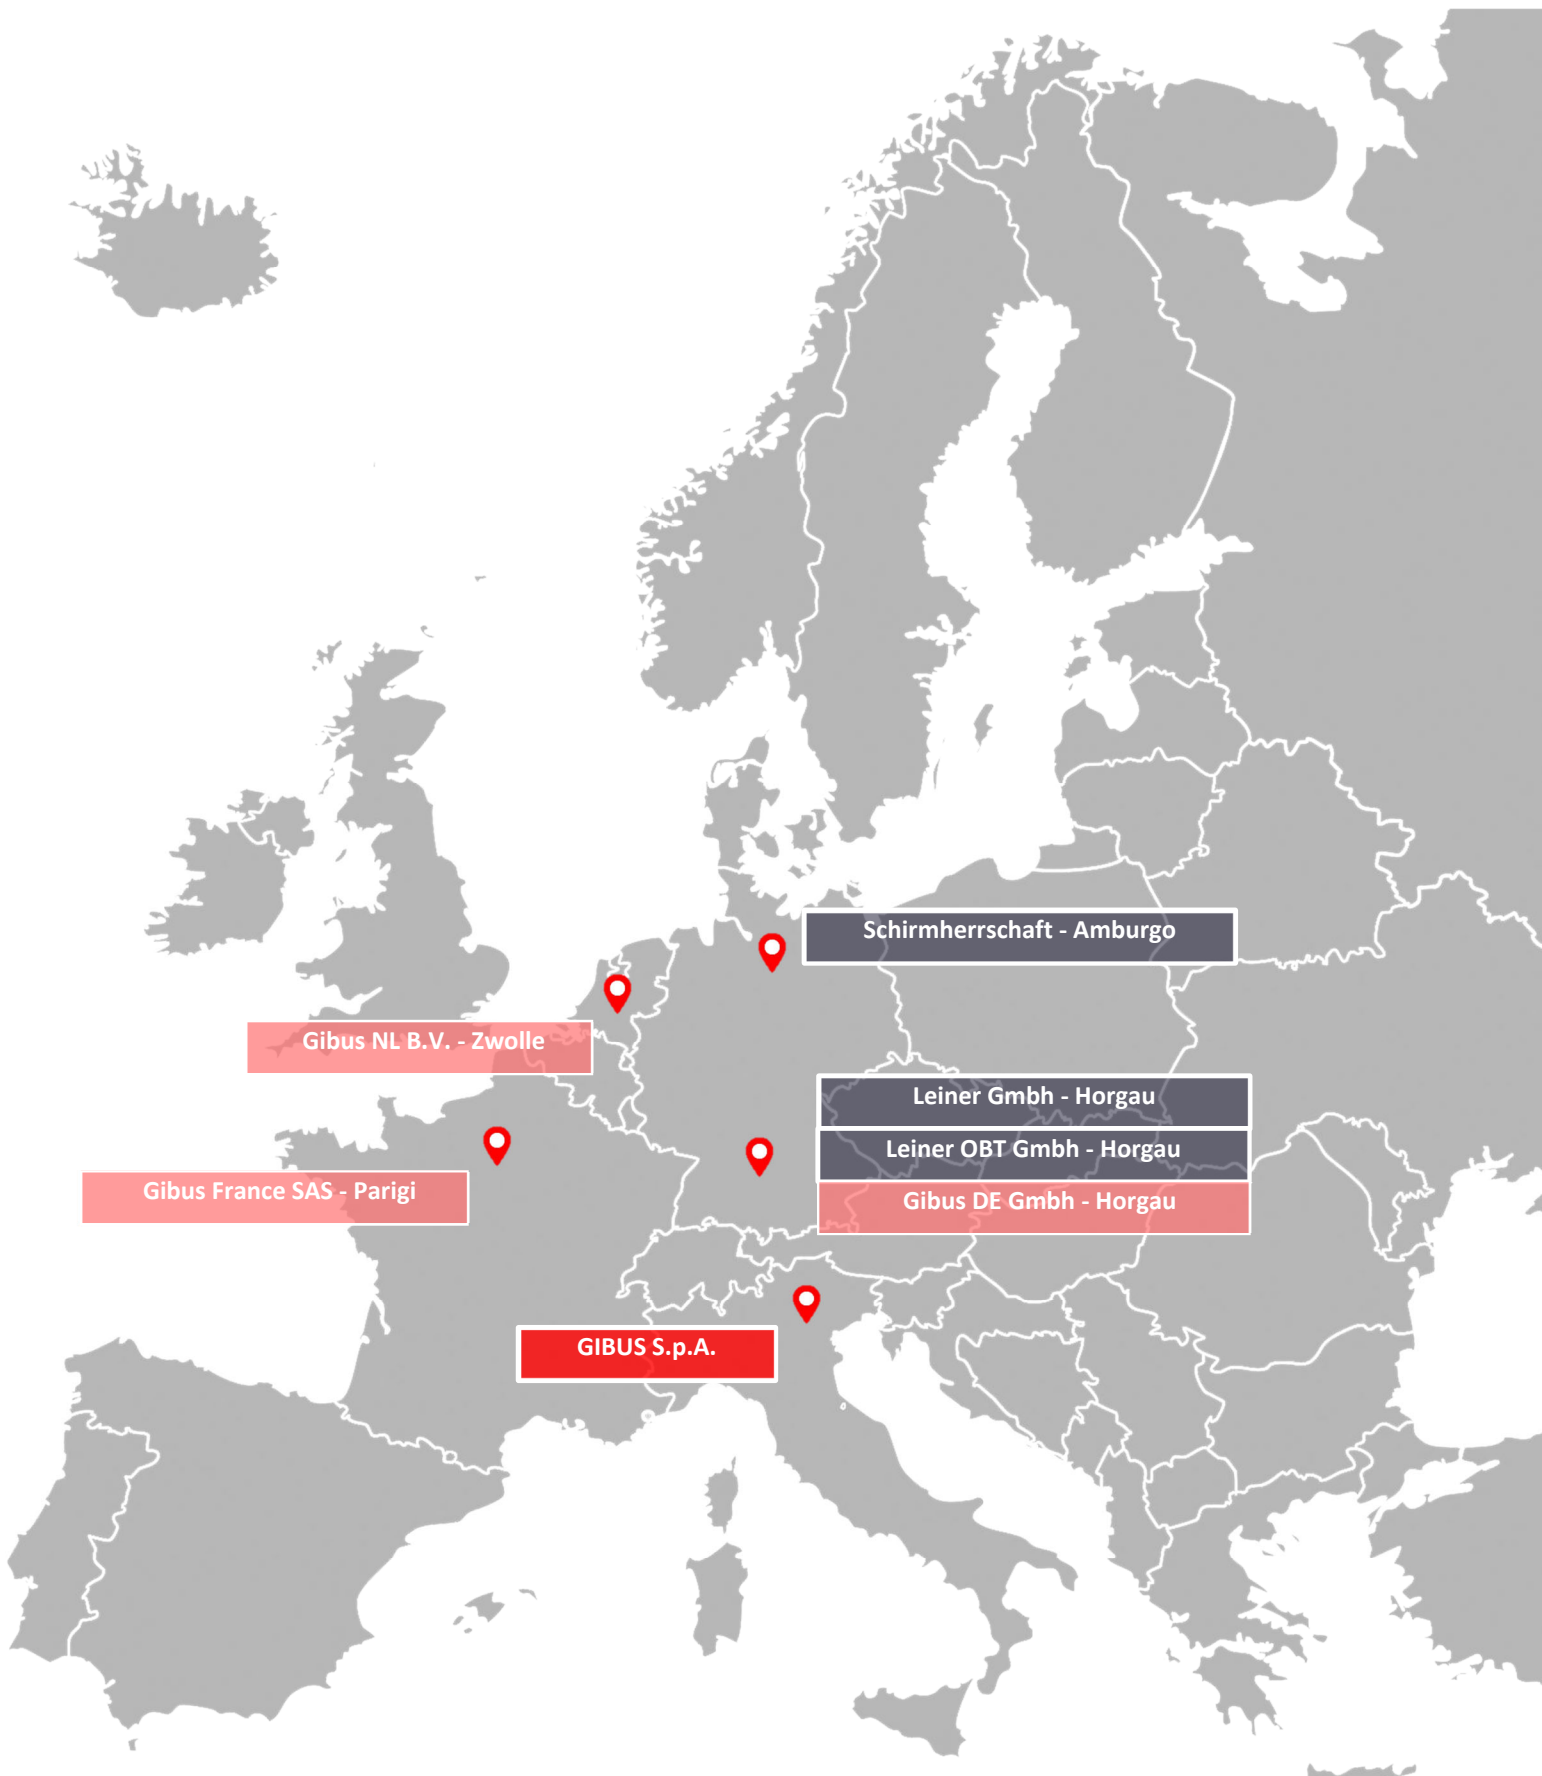 Schirmherrschaft - Amburgo
Gibus NL B.V. - Zwolle
Leiner Gmbh - Horgau
Leiner OBT Gmbh - Horgau
Gibus DE Gmbh - Horgau
Gibus France SAS - Parigi
GIBUS S.p.A.